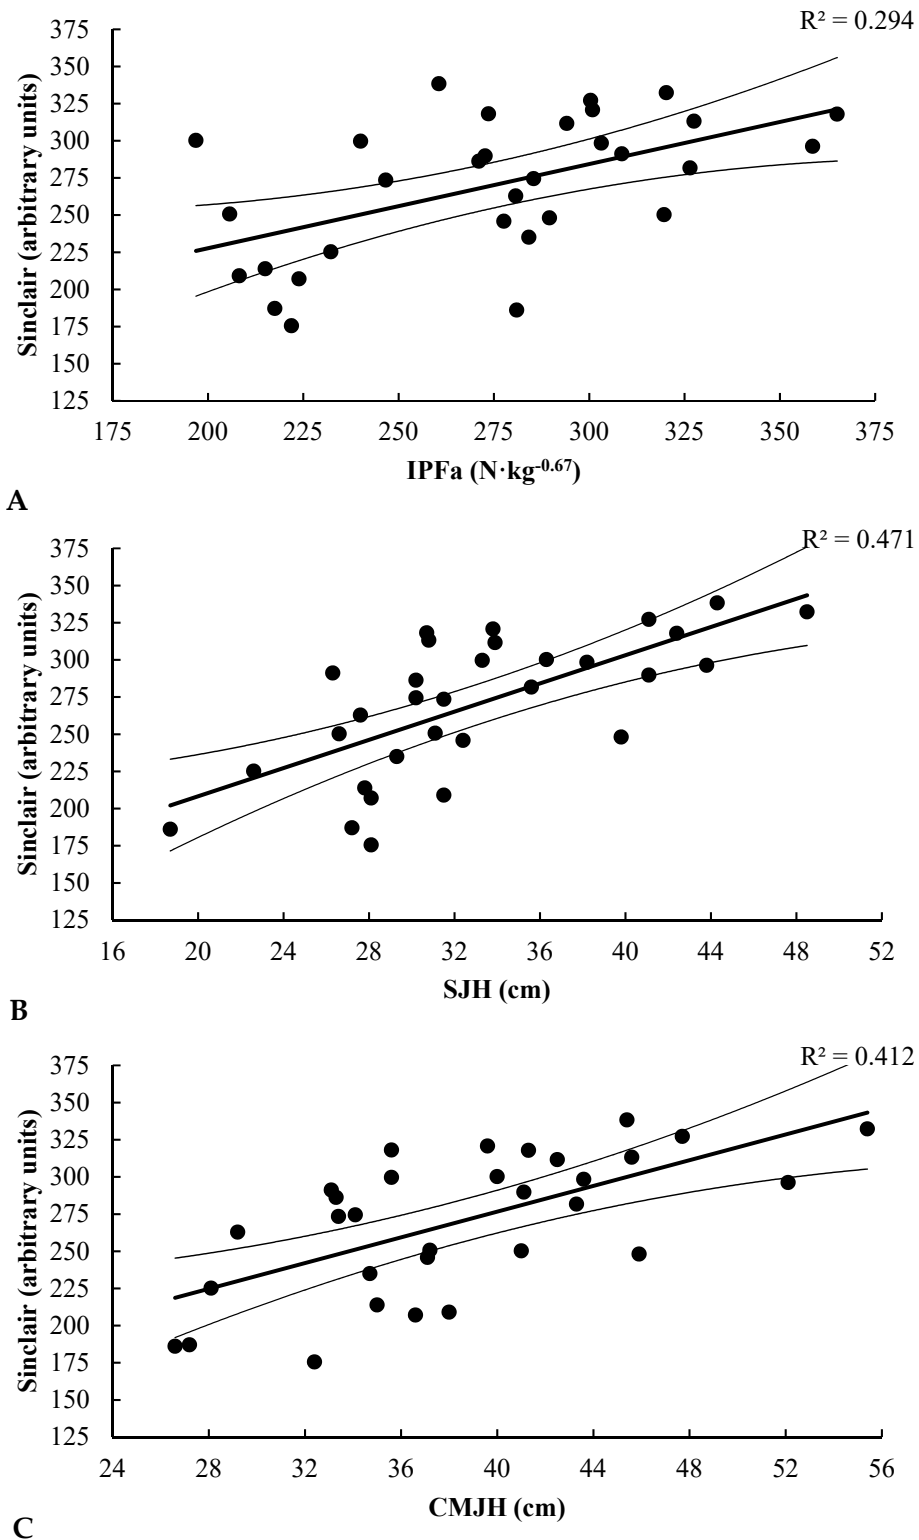 R² = 0.294
375
350
325
300
275
250
225
200
175
150
125
Sinclair (arbitrary units)
175 200 225 250 275 300 325 350 375
IPFa (N·kg⁻⁰·⁶⁷)
A
R² = 0.471
375
350
325
300
275
250
225
200
175
150
125
Sinclair (arbitrary units)
16 20 24 28 32 36 40 44 48 52
SJH (cm)
B
R² = 0.412
375
350
325
300
275
250
225
200
175
150
125
Sinclair (arbitrary units)
24 28 32 36 40 44 48 52 56
CMJH (cm)
C